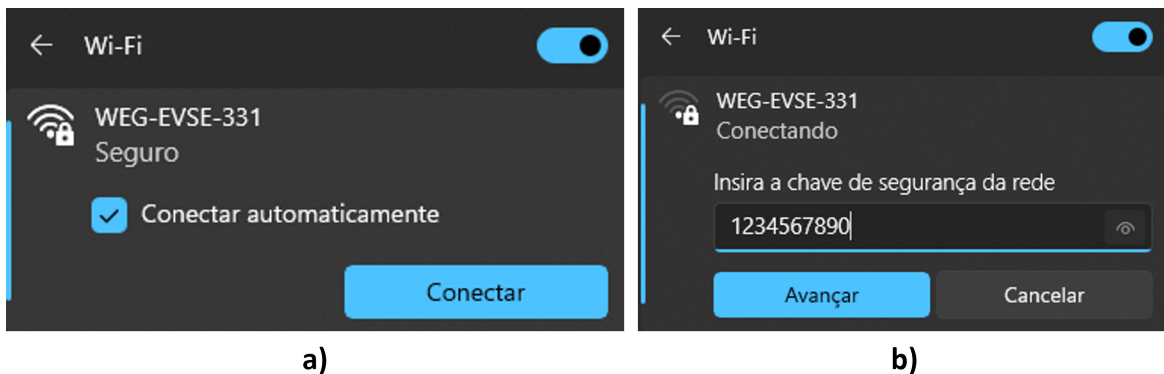 Wi-Fi
WEG-EVSE-331
Seguro
Conectar automaticamente
Conectar
a)
Wi-Fi
WEG-EVSE-331
Conectando
Insira a chave de segurança da rede
1234567890
Avançar
Cancelar
b)